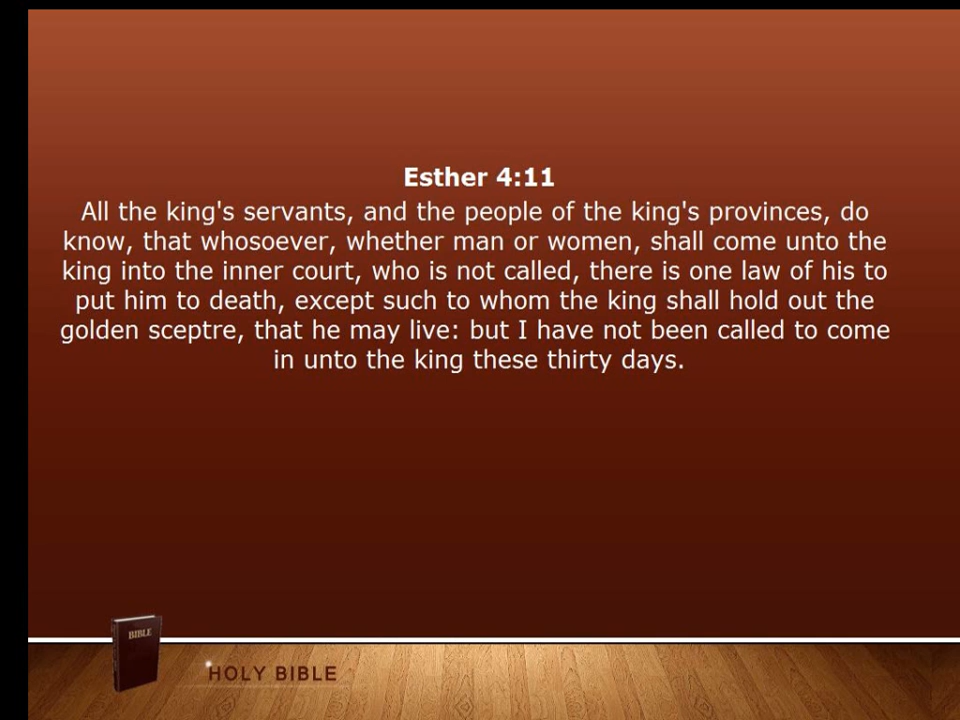 Esther 4:11
All the king's servants, and the people of the king's provinces, do
know, that whosoever, whether man or women, shall come unto the
king into the inner court, who is not called, there is one law of his to
put him to death, except such to whom the king shall hold out the
golden sceptre, that he may live: but I have not been called to come
in unto the king these thirty days.
BIBLE
HOLY BIBLE